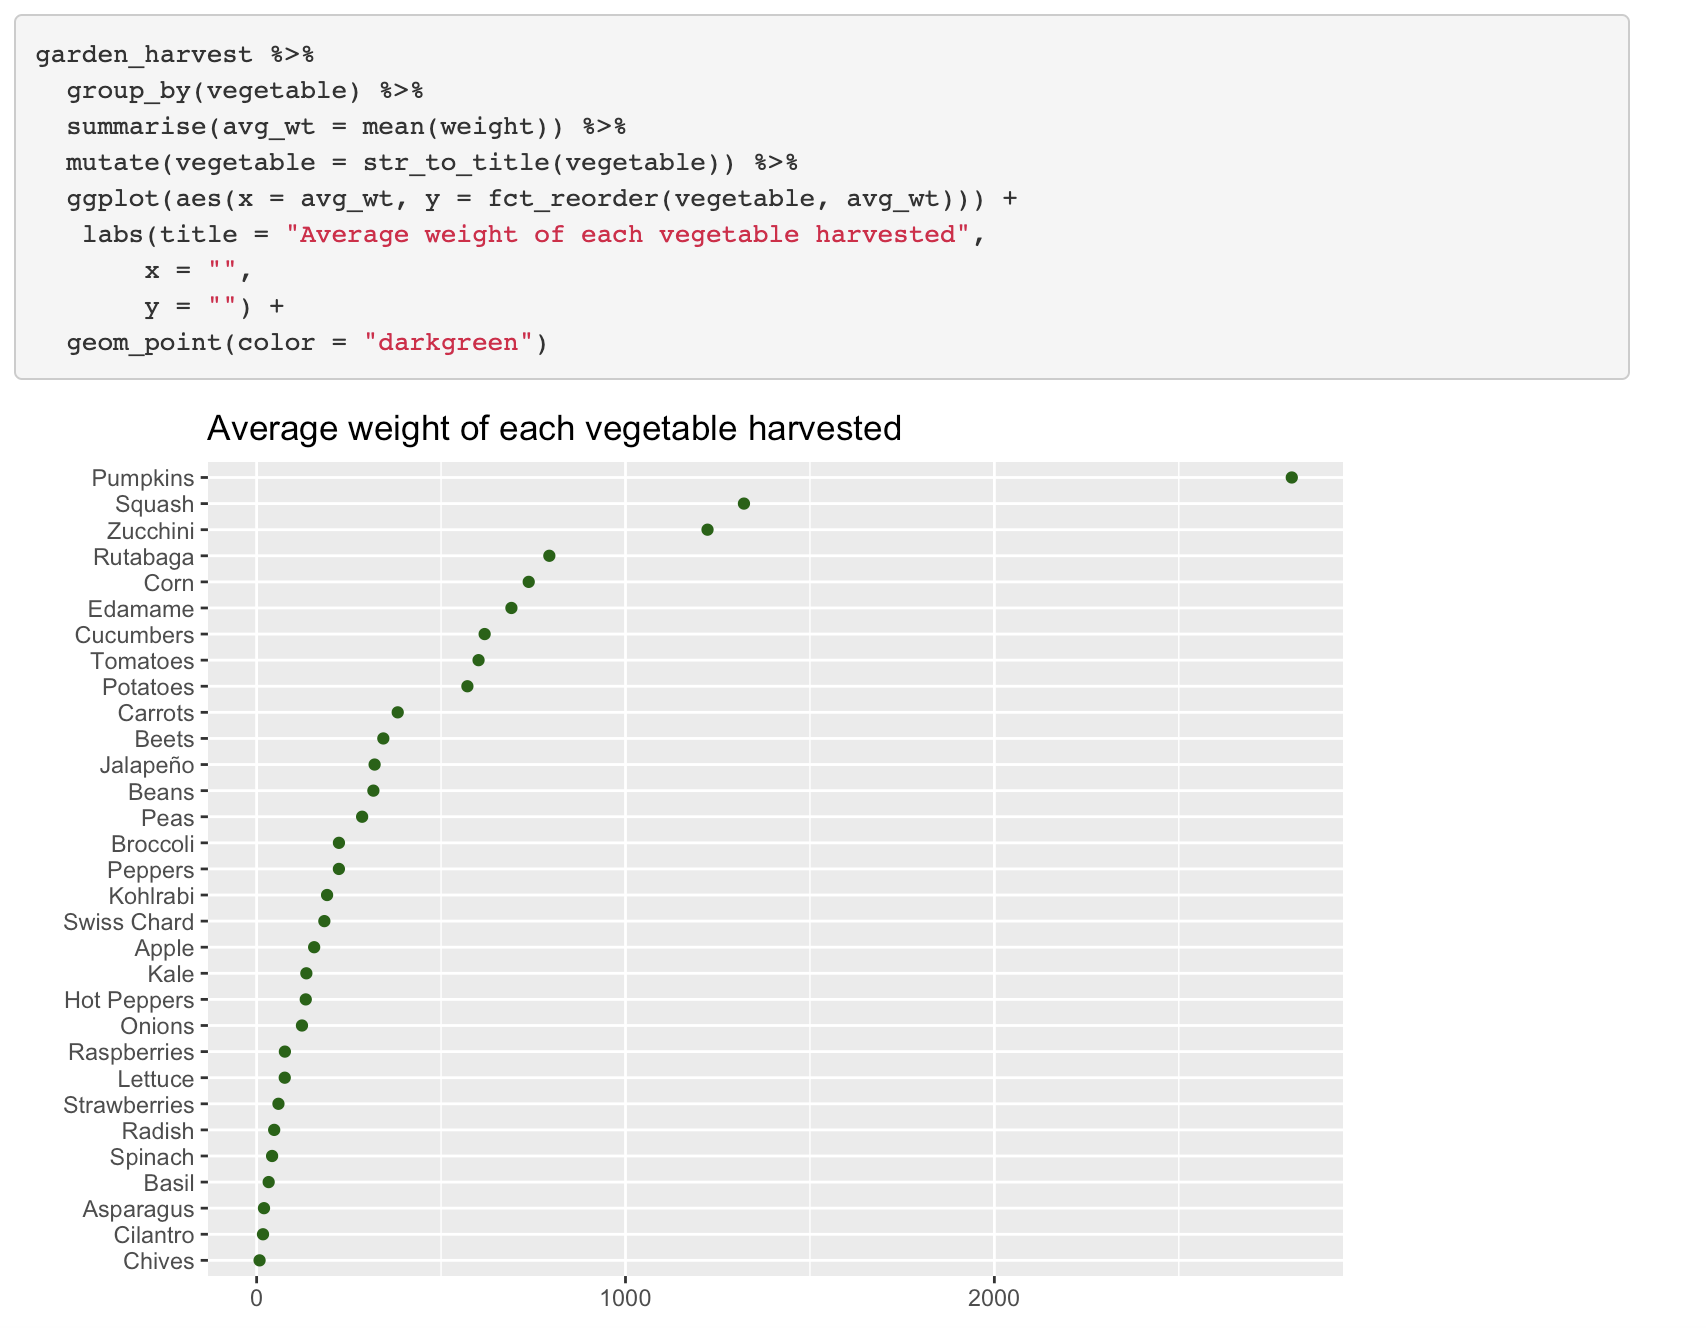 garden_harvest %>%
  group_by(vegetable) %>%
  summarise(avg_wt = mean(weight)) %>%
  mutate(vegetable = str_to_title(vegetable)) %>%
  ggplot(aes(x = avg_wt, y = fct_reorder(vegetable, avg_wt))) +
   labs(title = "Average weight of each vegetable harvested",
       x = "",
       y = "") +
  geom_point(color = "darkgreen")
Average weight of each vegetable harvested
Pumpkins
Squash
Zucchini
Rutabaga
Corn
Edamame
Cucumbers
Tomatoes
Potatoes
Carrots
Beets
Jalapeño
Beans
Peas
Broccoli
Peppers
Kohlrabi
Swiss Chard
Apple
Kale
Hot Peppers
Onions
Raspberries
Lettuce
Strawberries
Radish
Spinach
Basil
Asparagus
Cilantro
Chives
0 1000 2000